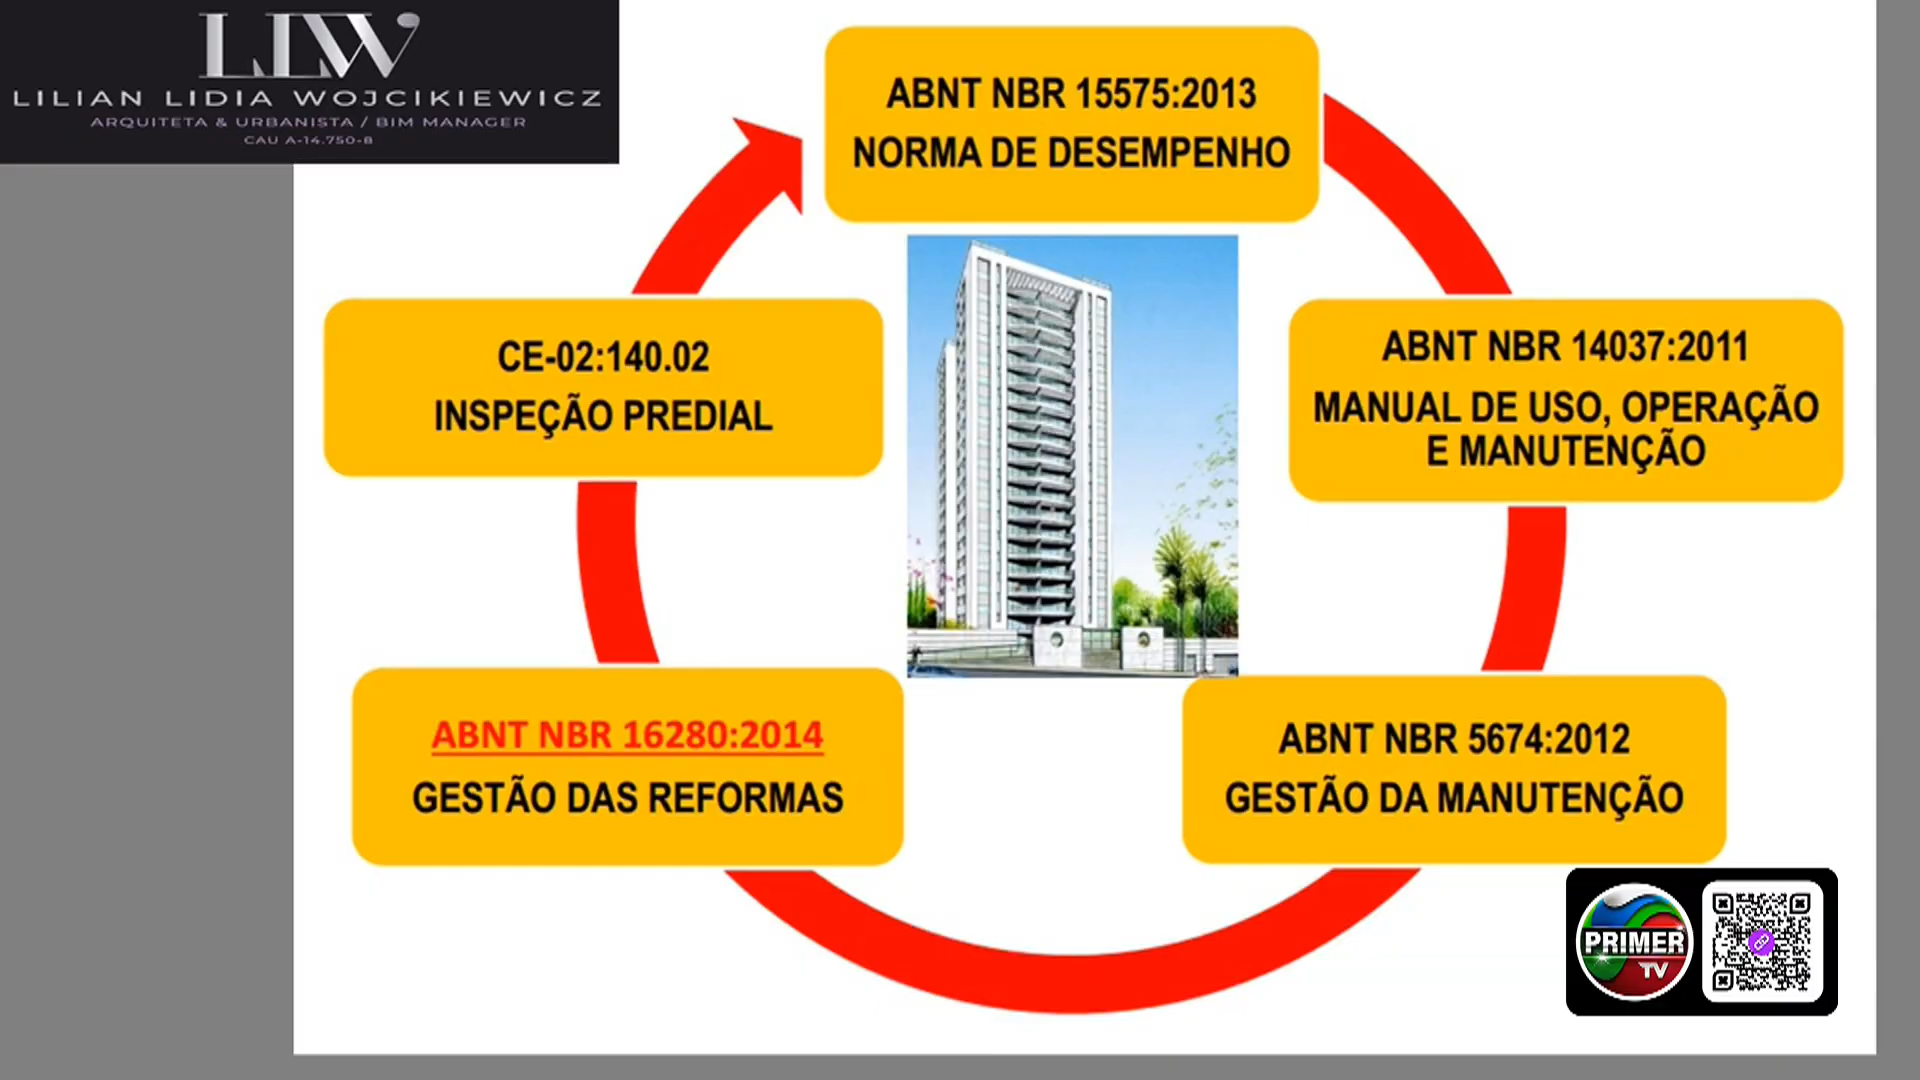 LLW
LILIAN LIDIA WOJCIKIEWICZ
ARQUITETA & URBANISTA / BIM MANAGER
CAU A-14.750-8
ABNT NBR 15575:2013
NORMA DE DESEMPENHO
CE-02:140.02
INSPEÇÃO PREDIAL
ABNT NBR 14037:2011
MANUAL DE USO, OPERAÇÃO
E MANUTENÇÃO
ABNT NBR 16280:2014
GESTÃO DAS REFORMAS
ABNT NBR 5674:2012
GESTÃO DA MANUTENÇÃO
PRIMER
TV